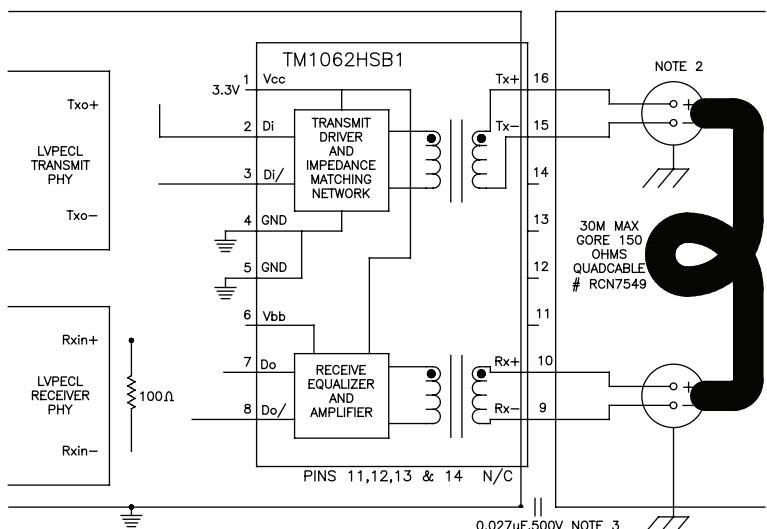 TM1062HSB1
NOTE 2
1 Vcc
3.3V
Tx+ 16
Txo+
LVPECL
TRANSMIT
PHY
Txo-
2 Di
3 Di/
TRANSMIT
DRIVER
AND
IMPEDANCE
MATCHING
NETWORK
Tx- 15
14
4 GND
13
5 GND
12
30M MAX
GORE 150
OHMS
QUADCABLE
# RCN7549
+
-
6 Vbb
11
Rxin+
LVPECL
RECEIVER
PHY
Rxin-
100Ω
7 Do
8 Do/
RECEIVE
EQUALIZER
AND
AMPLIFIER
Rx+ 10
Rx- 9
+
-
PINS 11,12,13 & 14 N/C
0.027uF,500V NOTE 3